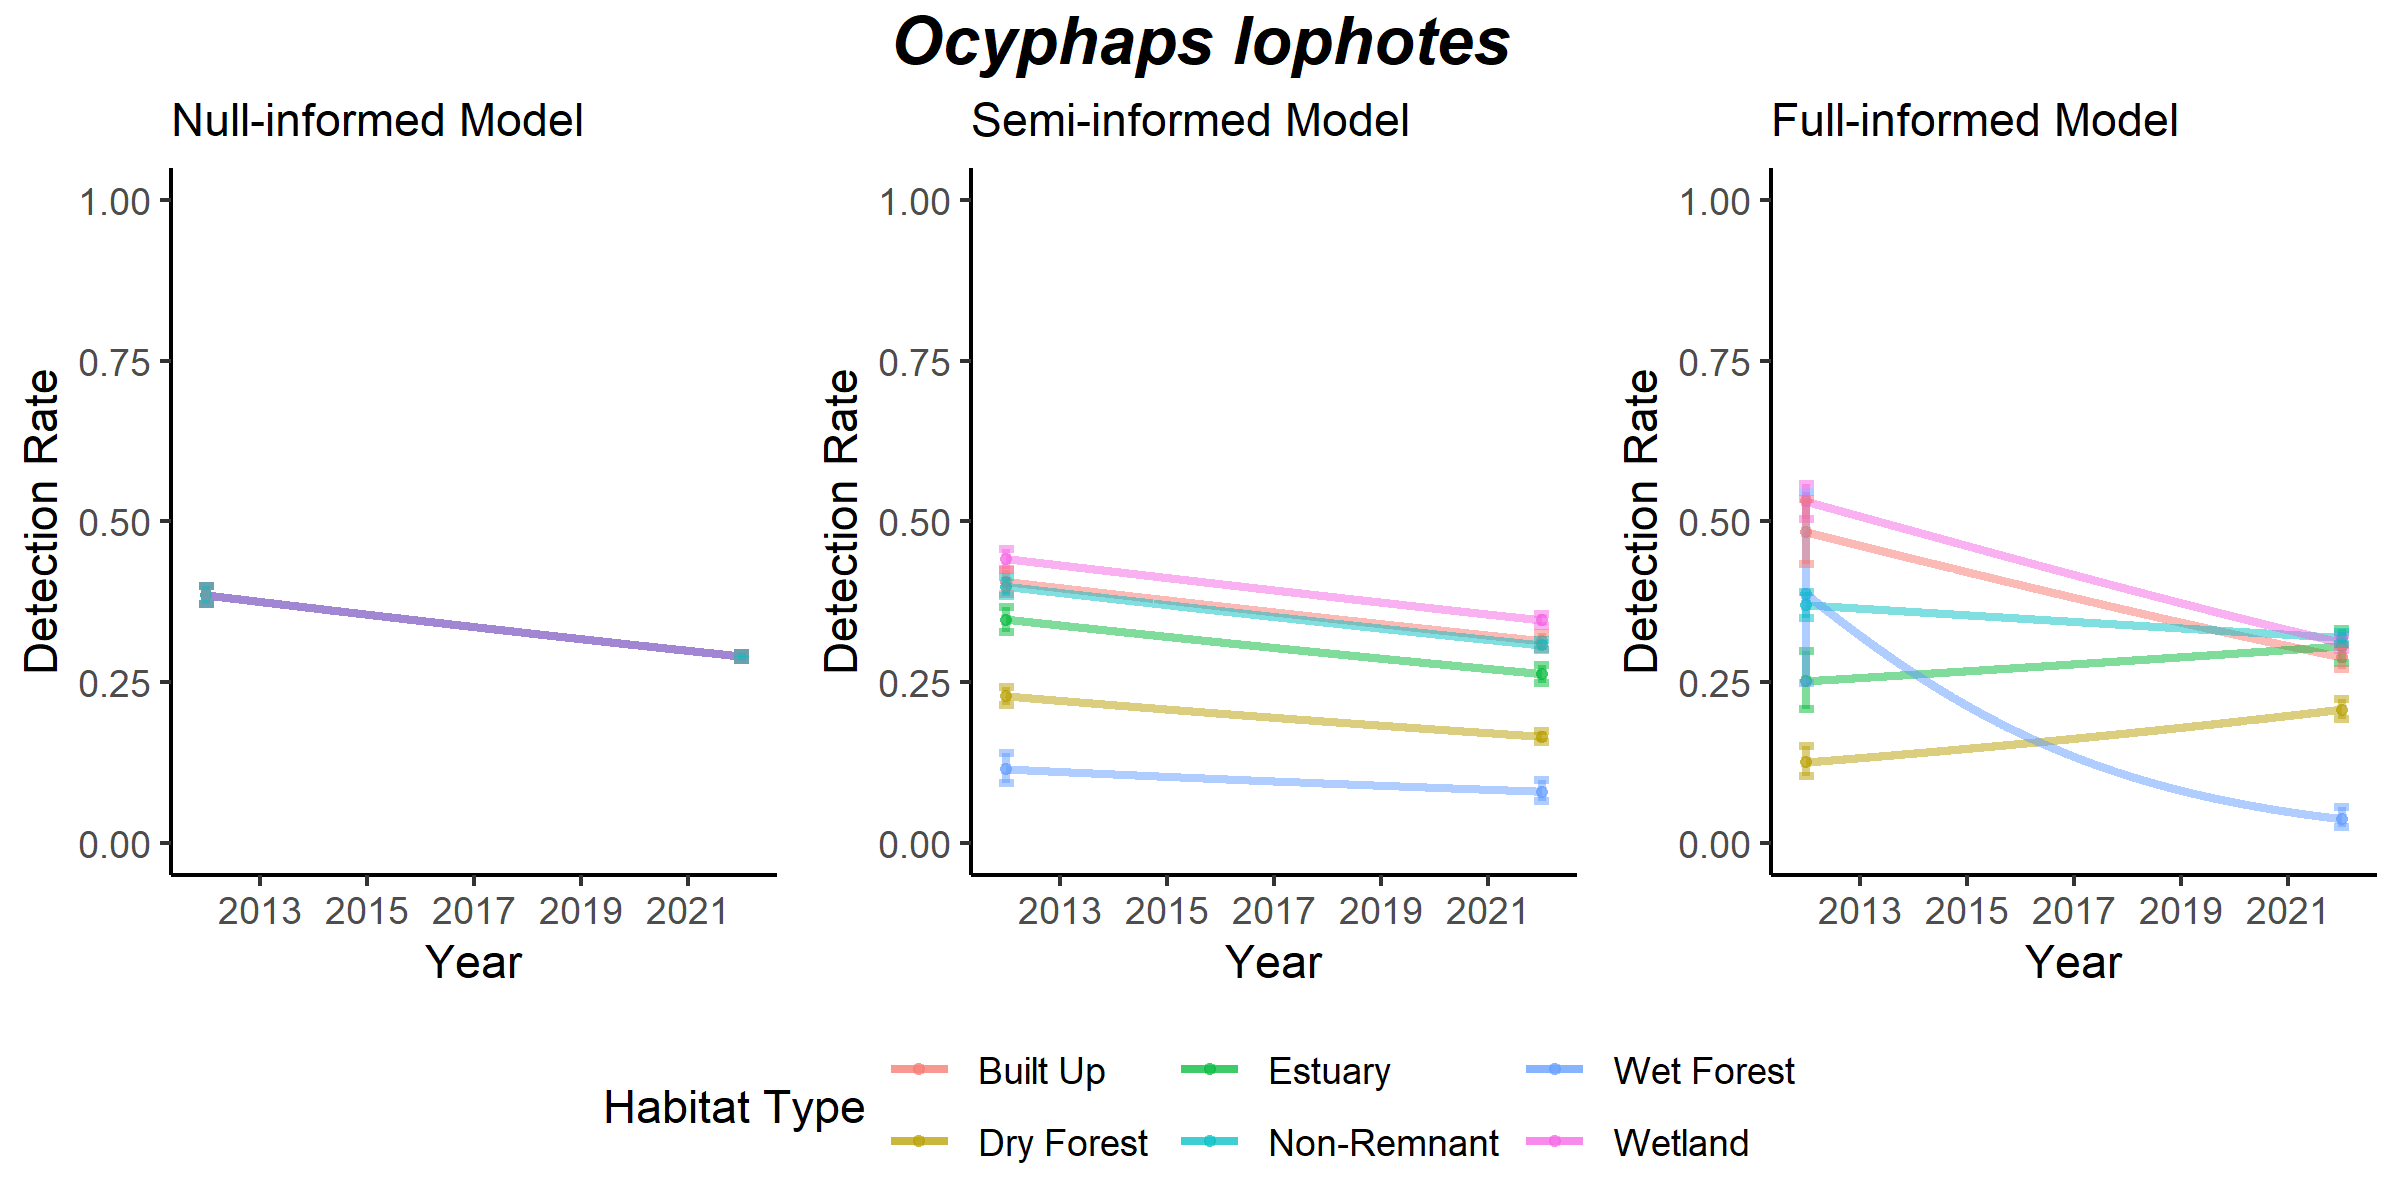 Ocyphaps lophotes
Null-informed Model
Semi-informed Model
Full-informed Model
Detection Rate
1.00
0.75
0.50
0.25
0.00
2013 2015 2017 2019 2021
Year
Detection Rate
1.00
0.75
0.50
0.25
0.00
2013 2015 2017 2019 2021
Year
Detection Rate
1.00
0.75
0.50
0.25
0.00
2013 2015 2017 2019 2021
Year
Habitat Type
Built Up
Estuary
Wet Forest
Dry Forest
Non-Remnant
Wetland